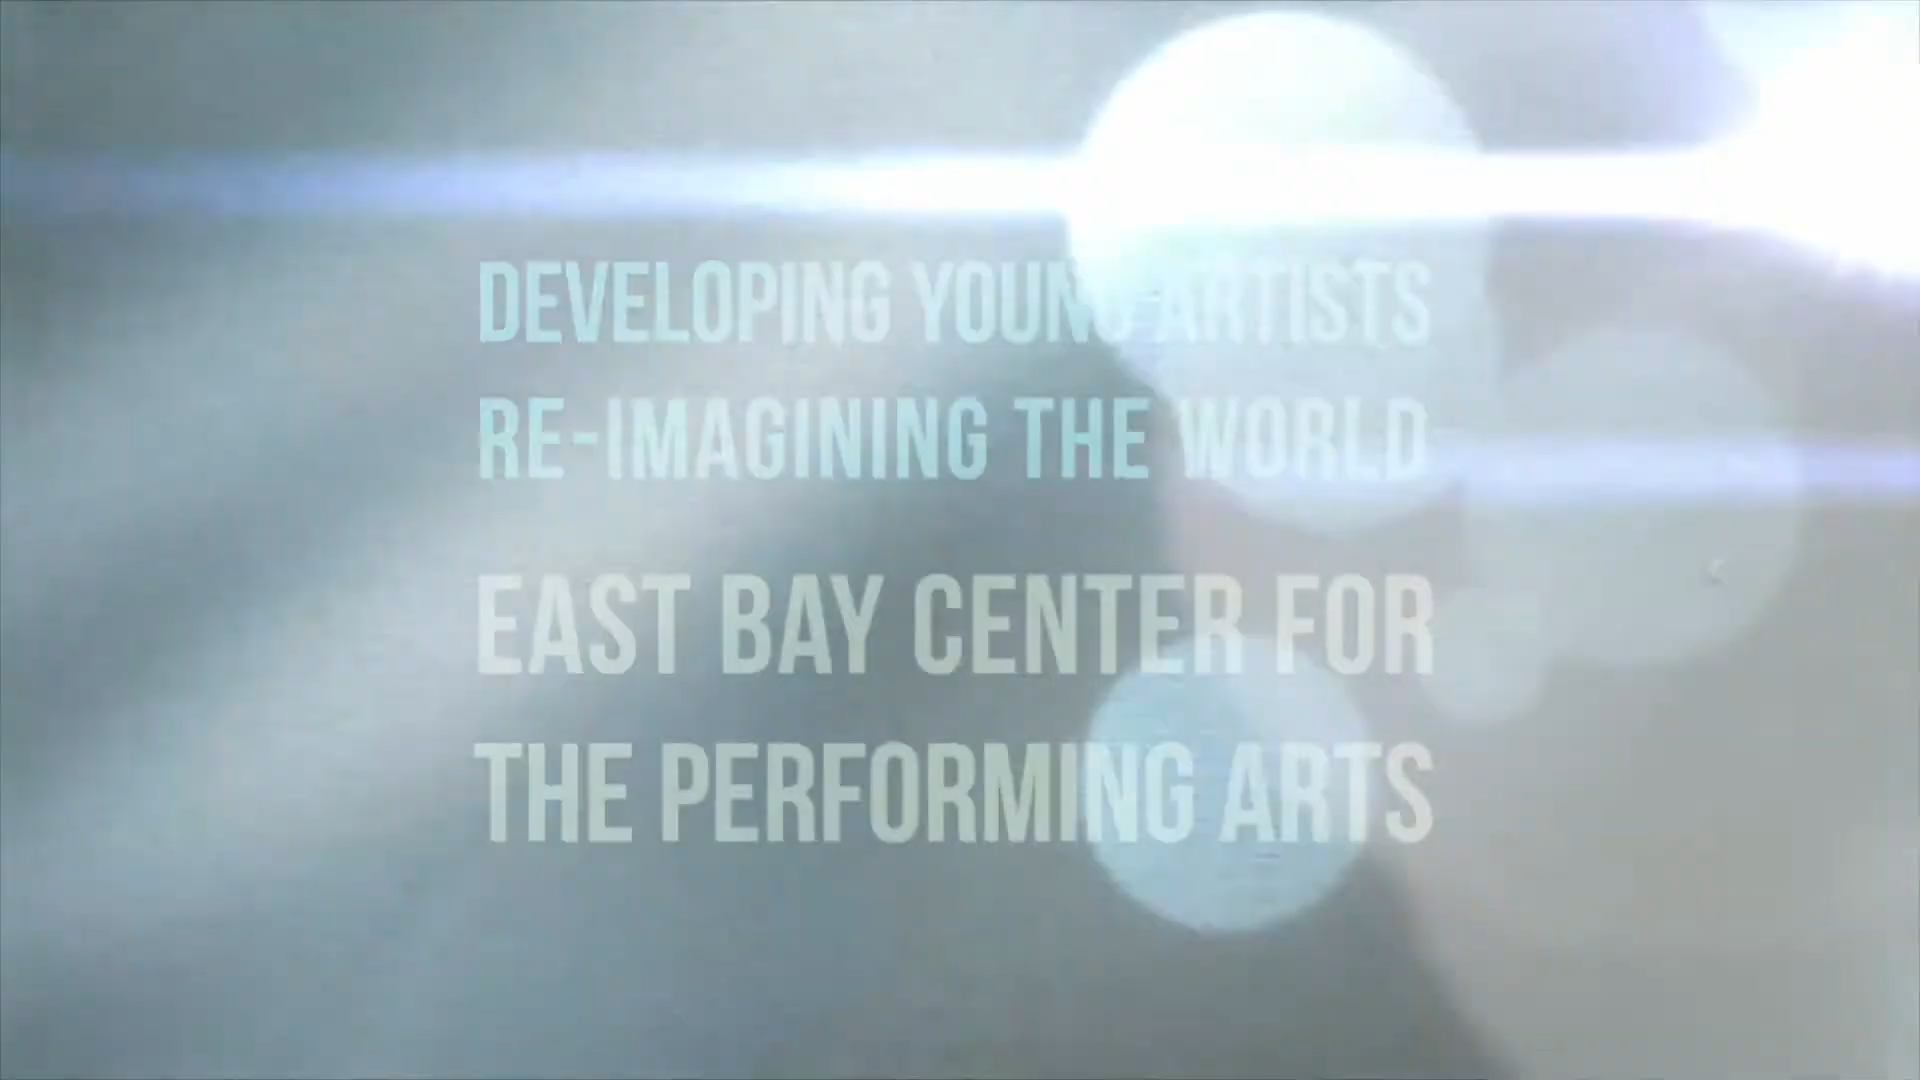 DEVELOPING YOUNG ARTISTS
RE-IMAGINING THE WORLD
EAST BAY CENTER FOR
THE PERFORMING ARTS